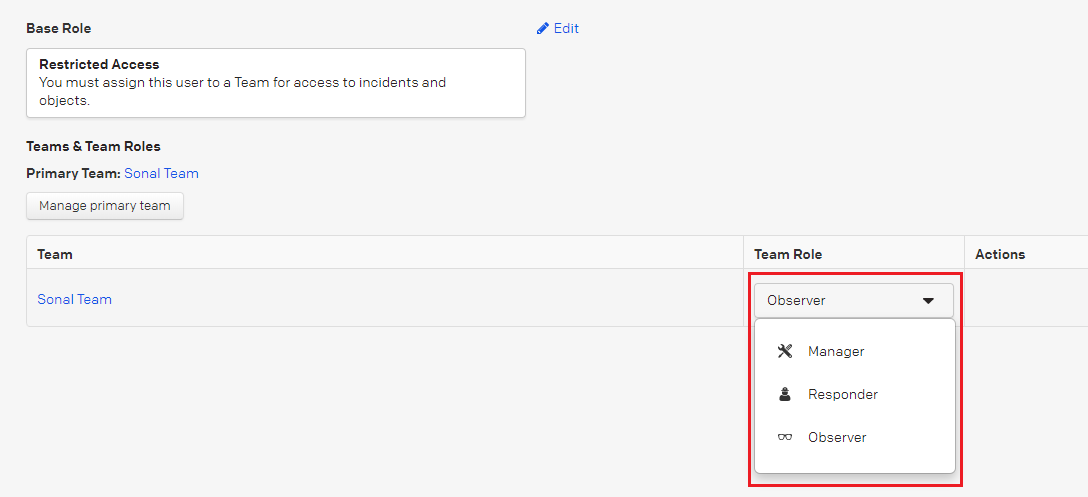 Base Role
Edit
Restricted Access
You must assign this user to a Team for access to incidents and
objects.
Teams & Team Roles
Primary Team: Sonal Team
Manage primary team
Team Team Role Actions
Sonal Team Observer
Manager
Responder
Observer